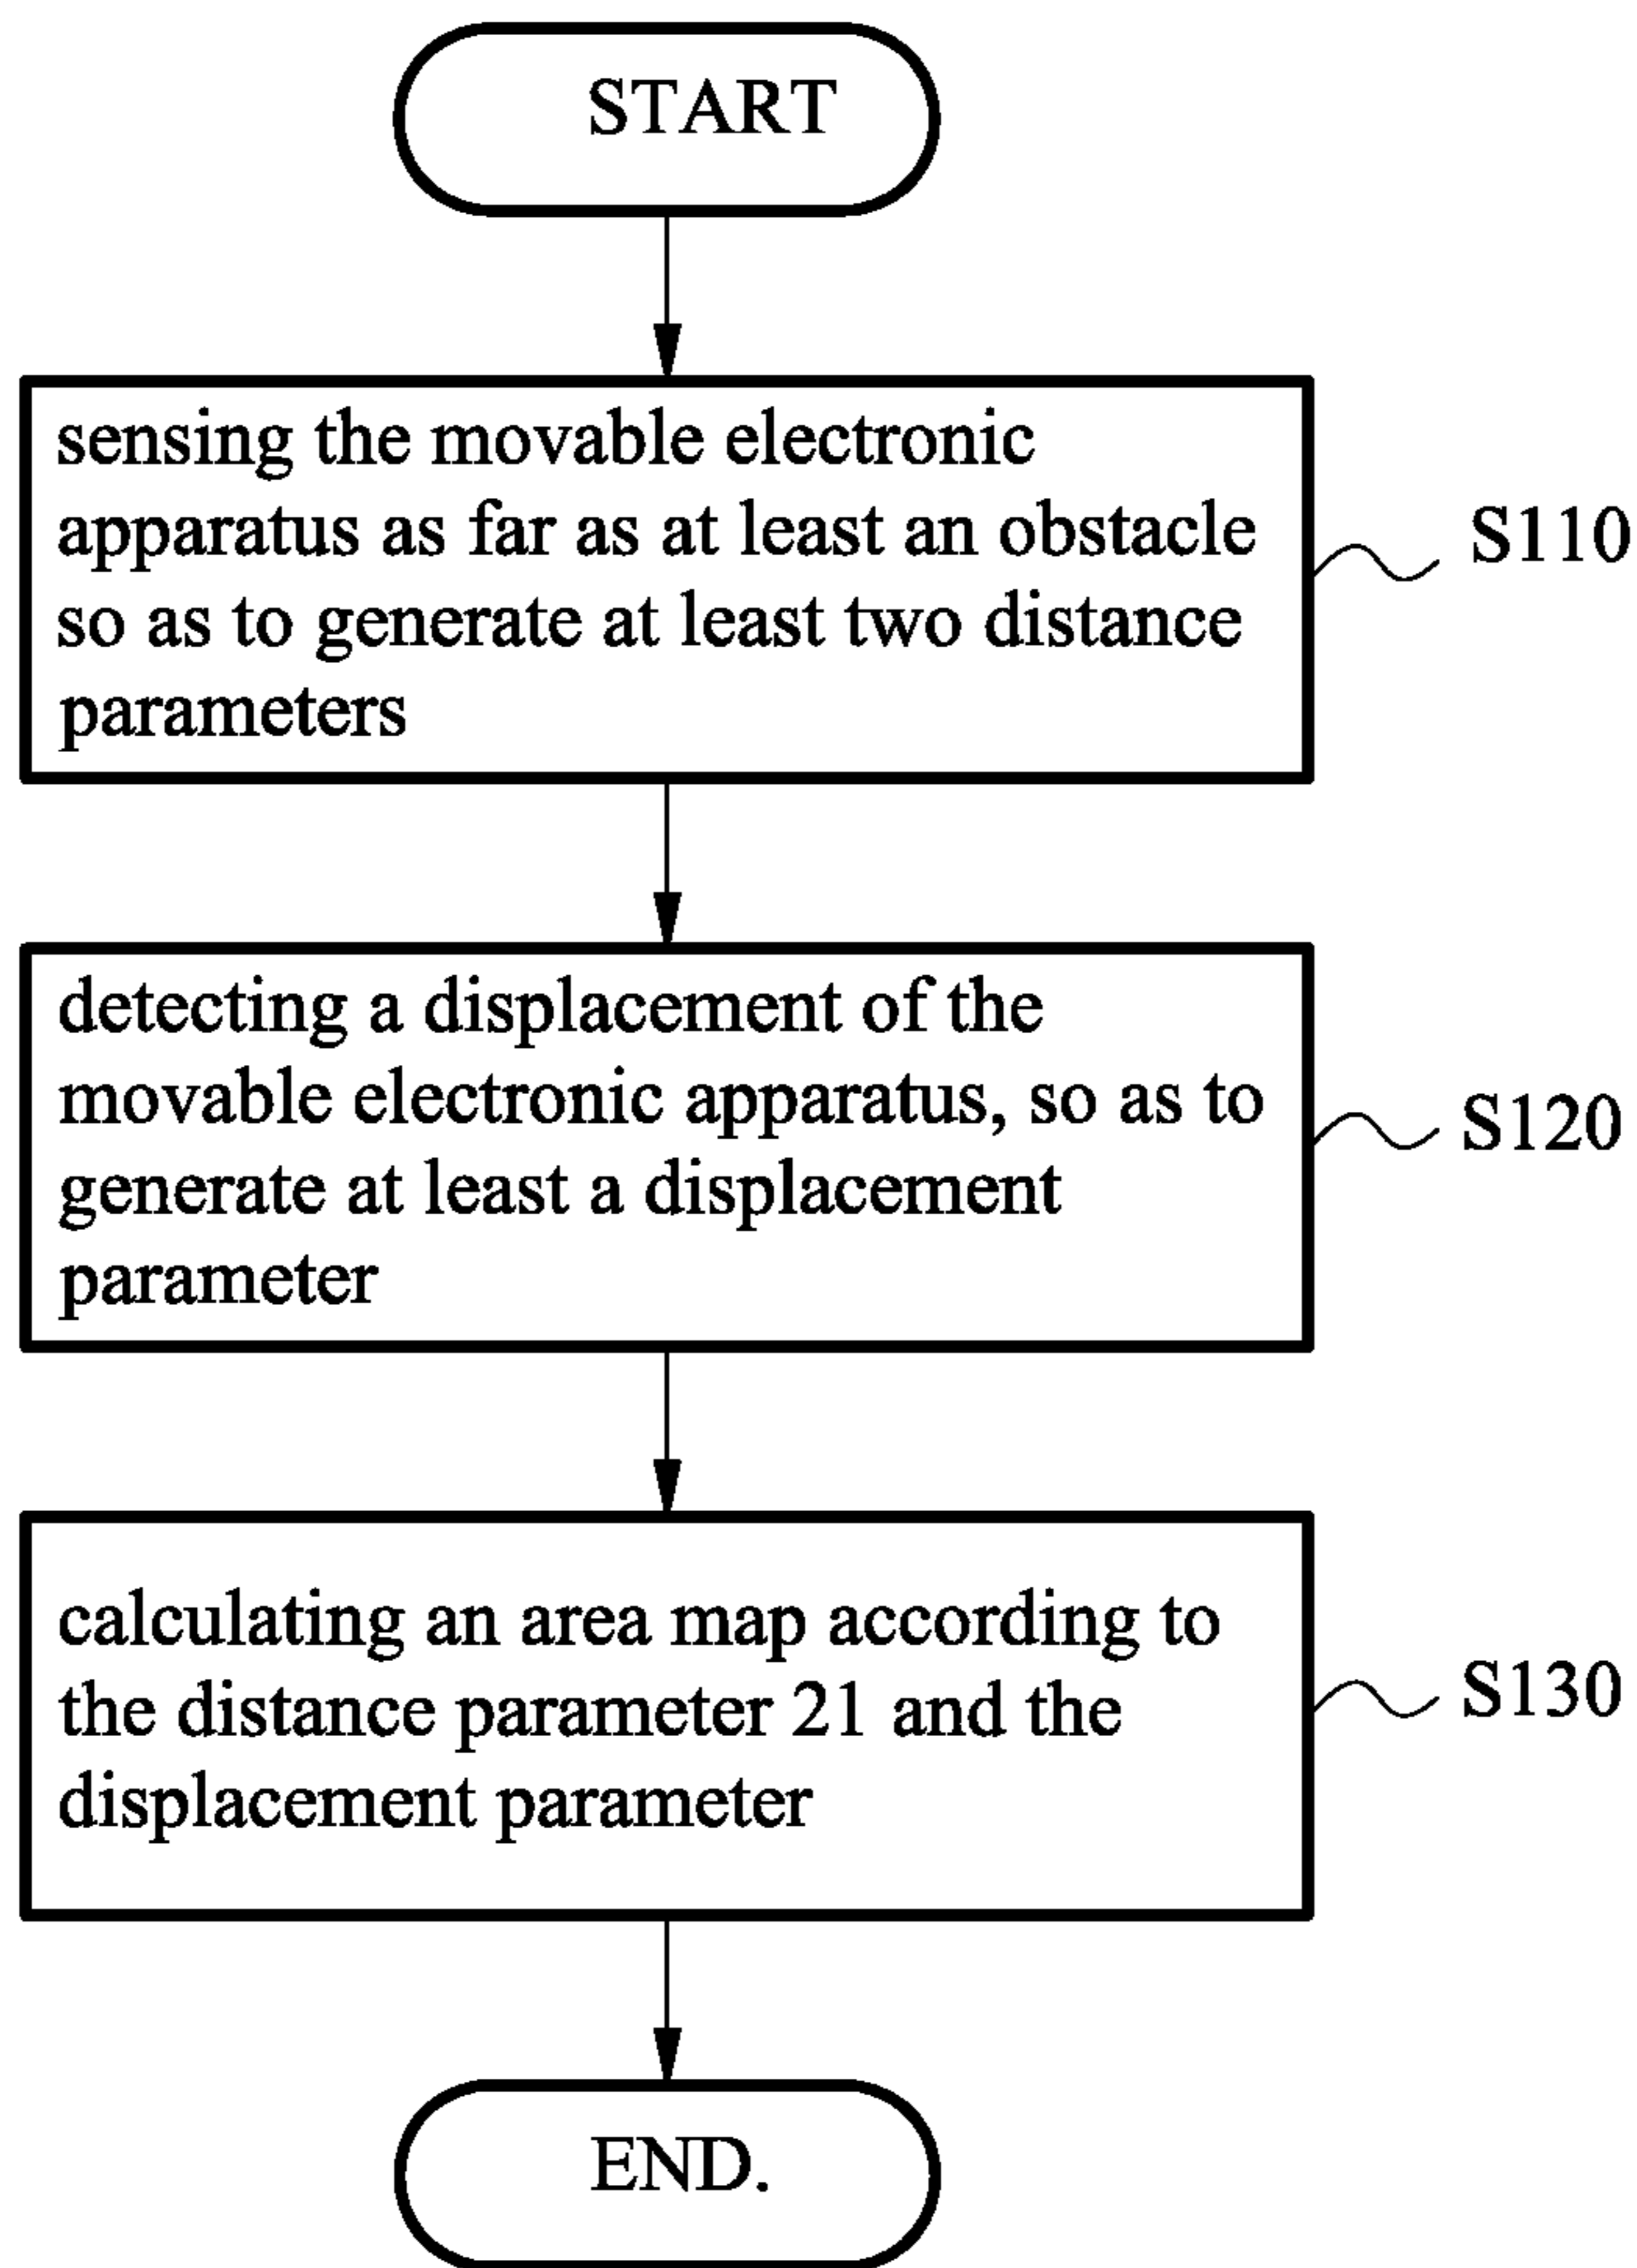 START
sensing the movable electronic
apparatus as far as at least an obstacle
so as to generate at least two distance
parameters
S110
detecting a displacement of the
movable electronic apparatus, so as to
generate at least a displacement
parameter
S120
calculating an area map according to
the distance parameter 21 and the
displacement parameter
S130
END.